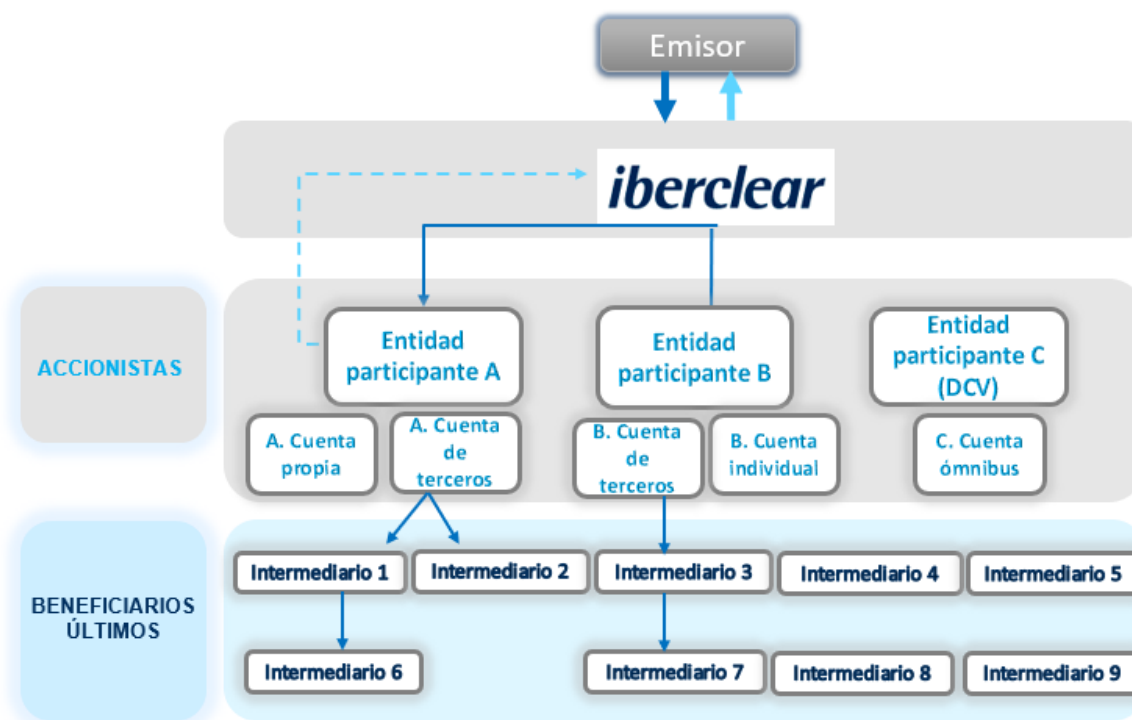 Emisor
iberclear
ACCIONISTAS
Entidad
participante A
Entidad
participante B
Entidad
participante C
(DCV)
A. Cuenta
propia
A. Cuenta
de
terceros
B. Cuenta
de
terceros
B. Cuenta
individual
C. Cuenta
ómnibus
BENEFICIARIOS
ÚLTIMOS
Intermediario 1
Intermediario 2
Intermediario 3
Intermediario 4
Intermediario 5
Intermediario 6
Intermediario 7
Intermediario 8
Intermediario 9